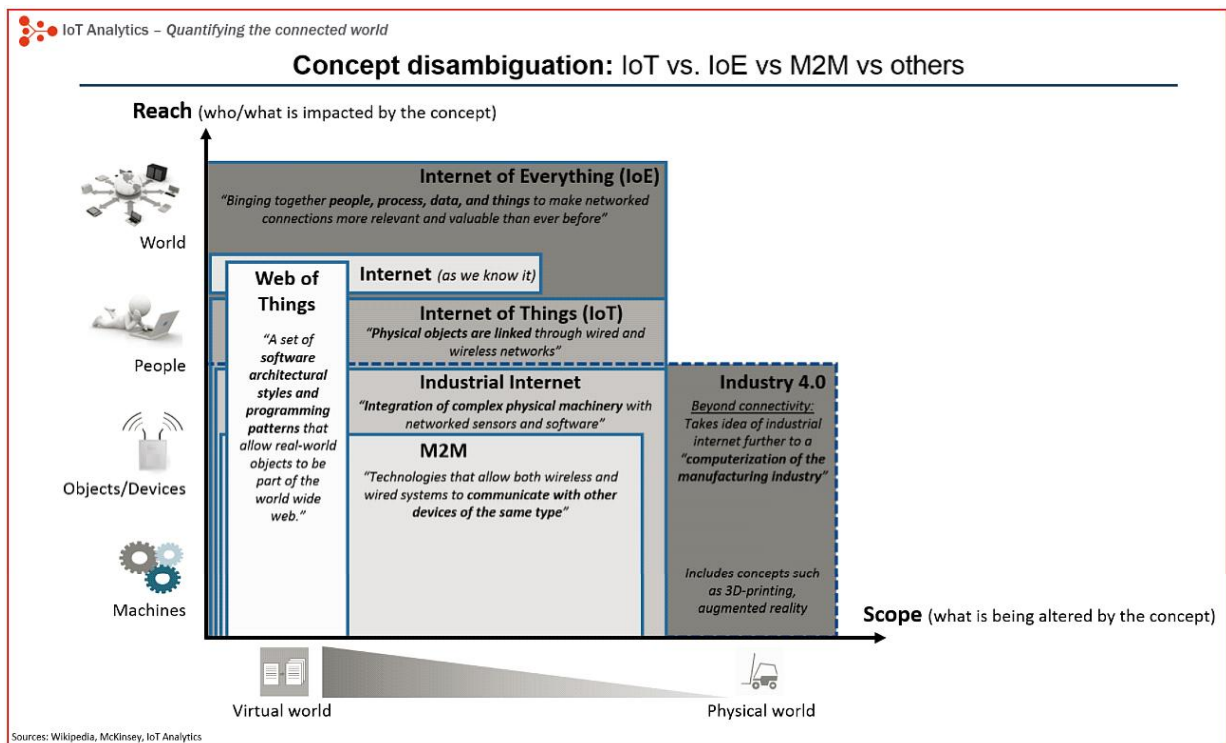 IoT Analytics – Quantifying the connected world
Concept disambiguation: IoT vs. IoE vs M2M vs others
Reach (who/what is impacted by the concept)
World
People
Objects/Devices
Machines
Internet of Everything (IoE)
“Binging together people, process, data, and things to make networked
connections more relevant and valuable than ever before”
Internet (as we know it)
Web of
Things
“A set of
software
architectural
styles and
programming
patterns that
allow real-world
objects to be
part of the
world wide
web.”
Internet of Things (IoT)
“Physical objects are linked through wired and
wireless networks”
Industrial Internet
“Integration of complex physical machinery with
networked sensors and software”
M2M
“Technologies that allow both wireless and
wired systems to communicate with other
devices of the same type”
Industry 4.0
Beyond connectivity:
Takes idea of industrial
internet further to a
“computerization of the
manufacturing industry”
Includes concepts such
as 3D-printing,
augmented reality
Scope (what is being altered by the concept)
Virtual world
Physical world
Sources: Wikipedia, McKinsey, IoT Analytics